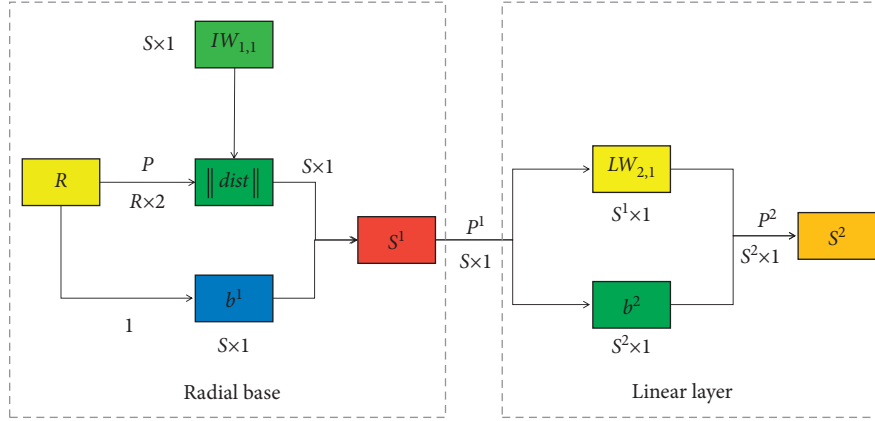 S×1
IW₁,₁
R
P
R×2
‖dist‖
S×1
1
b¹
S×1
S¹
P¹
S×1
LW₂,₁
S¹×1
b²
S²×1
P²
S²×1
S²
Radial base
Linear layer